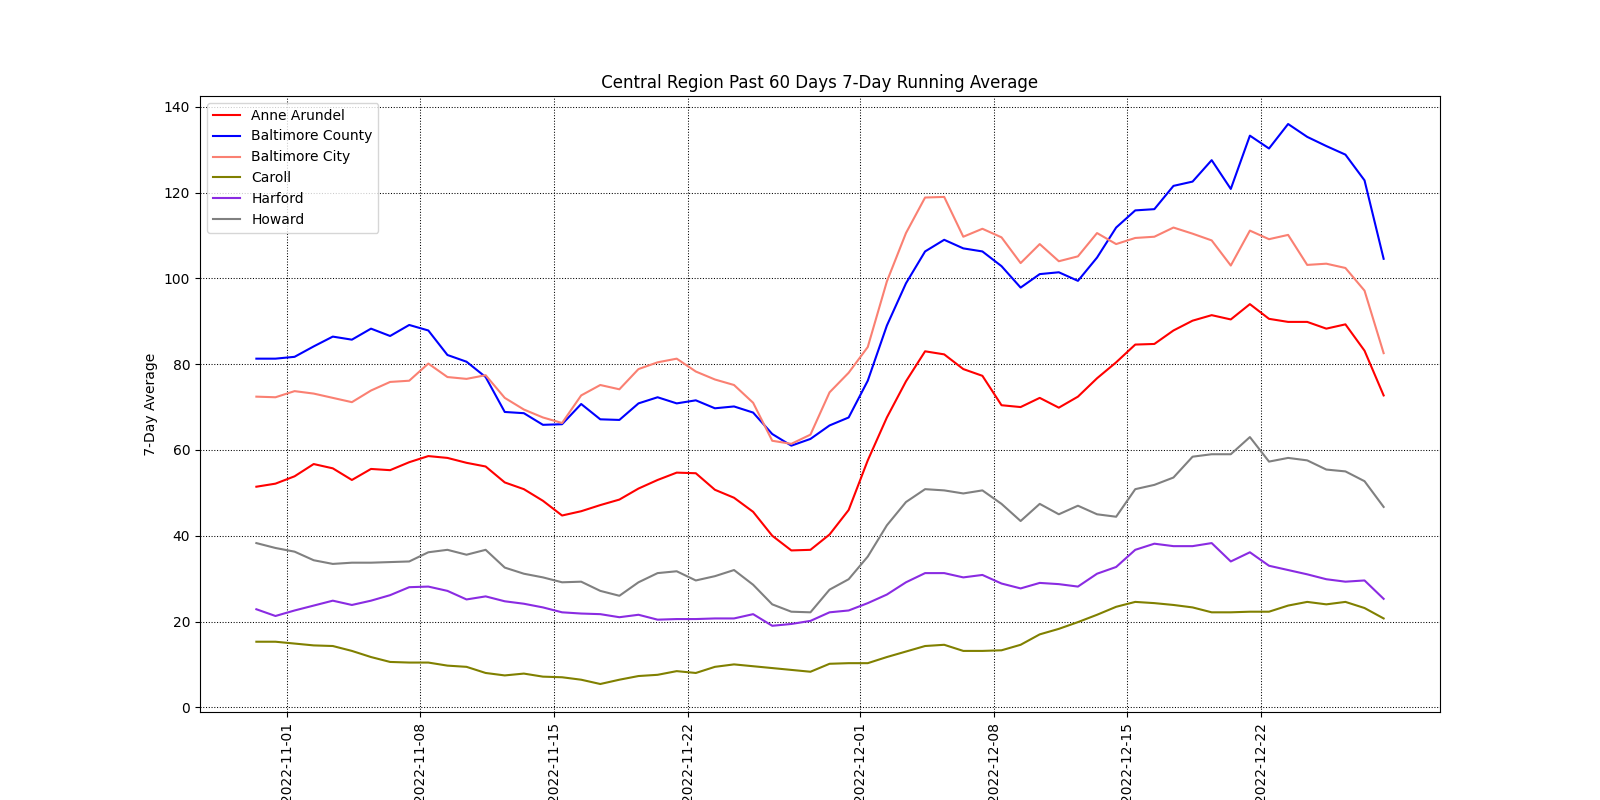 Central Region Past 60 Days 7-Day Running Average
140
120
100
80
60
40
20
0
7-Day Average
Anne Arundel
Baltimore County
Baltimore City
Caroll
Harford
Howard
2022-11-01
2022-11-08
2022-11-15
2022-11-22
2022-12-01
2022-12-08
2022-12-15
2022-12-22